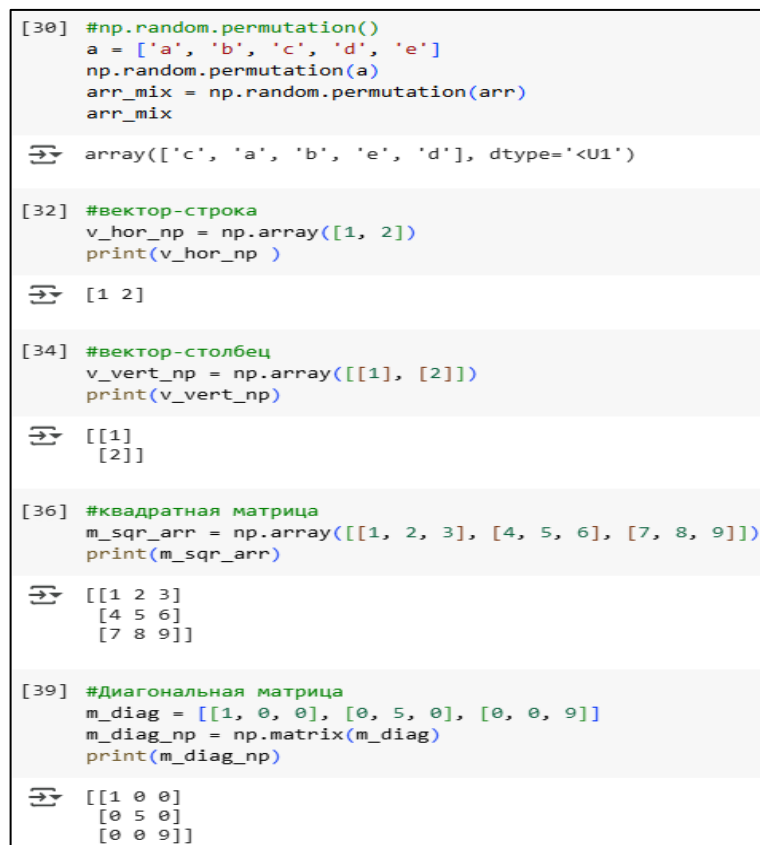 [30] #np.random.permutation()
a = ['a', 'b', 'c', 'd', 'e']
np.random.permutation(a)
arr_mix = np.random.permutation(arr)
arr_mix
array(['c', 'a', 'b', 'e', 'd'], dtype='<U1')
[32] #вектор-строка
v_hor_np = np.array([1, 2])
print(v_hor_np )
[1 2]
[34] #вектор-столбец
v_vert_np = np.array([[1], [2]])
print(v_vert_np)
[[1]
[2]]
[36] #квадратная матрица
m_sqr_arr = np.array([[1, 2, 3], [4, 5, 6], [7, 8, 9]])
print(m_sqr_arr)
[[1 2 3]
[4 5 6]
[7 8 9]]
[39] #Диагональная матрица
m_diag = [[1, 0, 0], [0, 5, 0], [0, 0, 9]]
m_diag_np = np.matrix(m_diag)
print(m_diag_np)
[[1 0 0]
[0 5 0]
[0 0 9]]